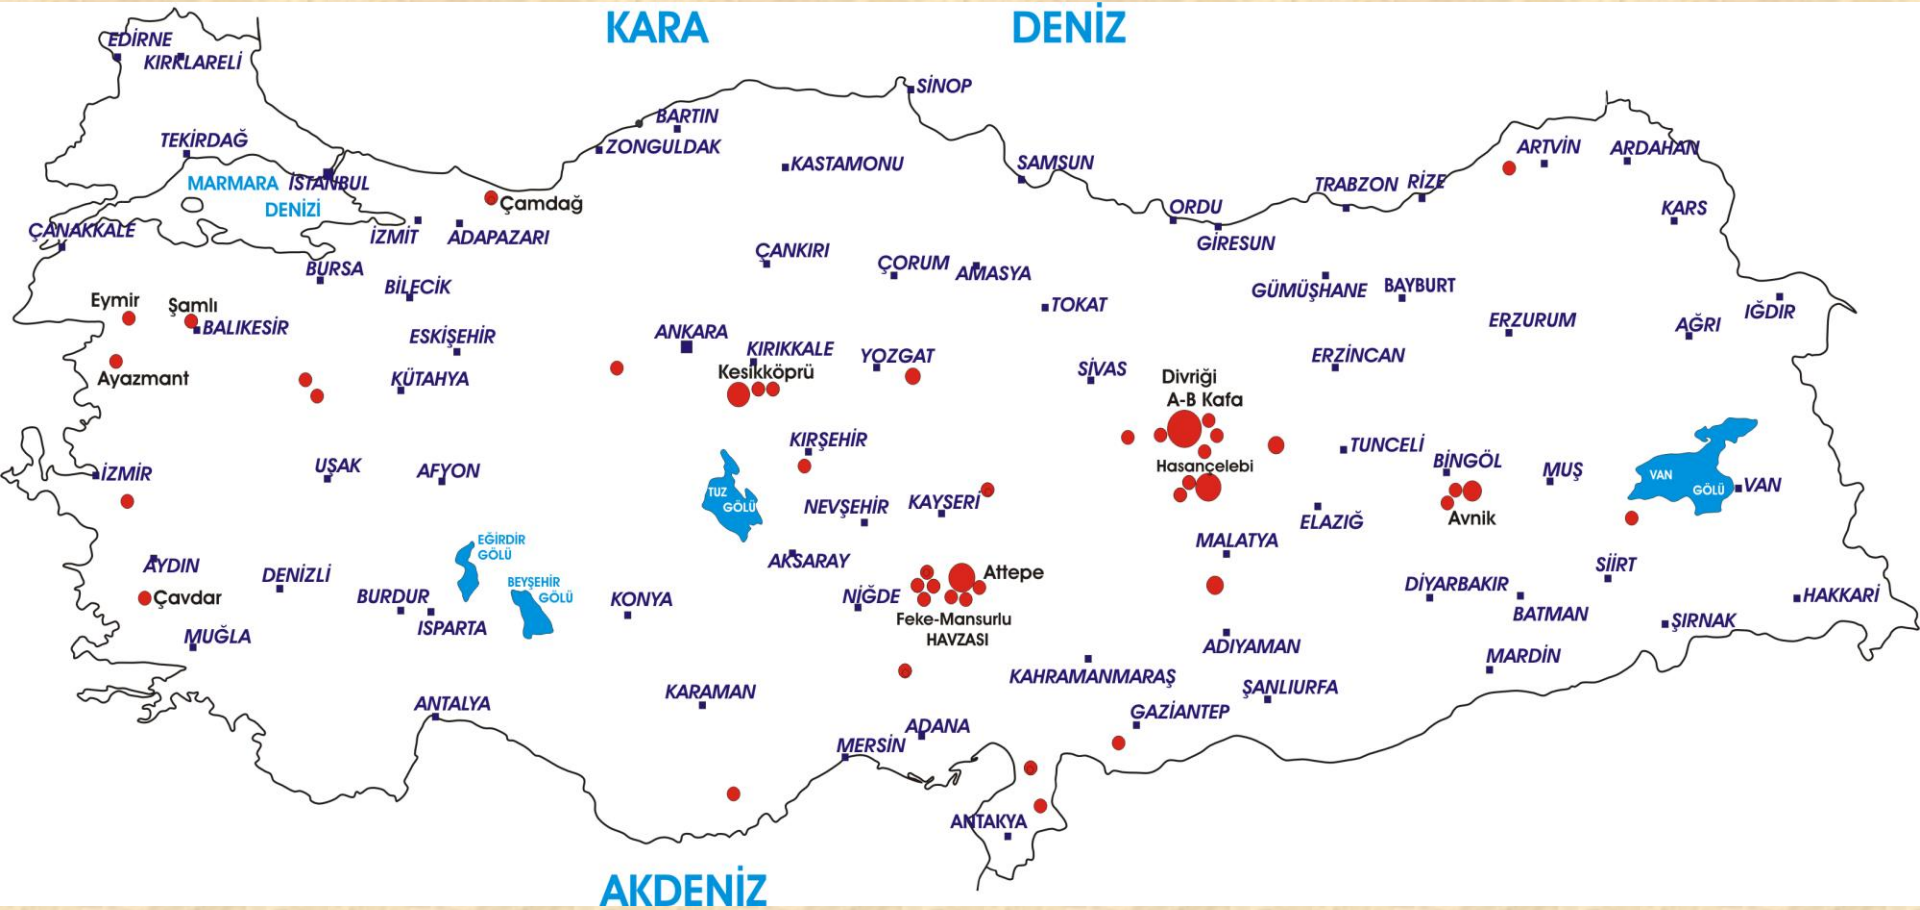 KARA DENİZ
EDİRNE
KIRKLARELİ
SİNOP
BARTIN
ZONGULDAK
TEKİRDAĞ
KASTAMONU
SAMSUN
ARTVİN
ARDAHAN
MARMARA
DENİZİ
İSTANBUL
TRABZON
RİZE
Çamdağ
ORDU
KARS
ÇANAKKALE
İZMİT
ADAPAZARI
GİRESUN
ÇANKIRI
ÇORUM
AMASYA
BURSA
BİLECİK
GÜMÜŞHANE
BAYBURT
Eymir
Şamlı
TOKAT
IĞDIR
BALIKESİR
ERZURUM
AĞRI
ESKİŞEHİR
ANKARA
KIRIKKALE
YOZGAT
ERZİNCAN
Kesikköprü
SİVAS
Ayazmant
KÜTAHYA
Divriği
A-B Kafa
KIRŞEHİR
TUNCELİ
BİNGÖL
MUŞ
İZMİR
UŞAK
AFYON
Hasançelebi
VAN
GÖLÜ
VAN
TUZ
GÖLÜ
NEVŞEHİR
KAYSERİ
ELAZIĞ
Avnik
EĞİRDİR
GÖLÜ
MALATYA
AYDIN
DENİZLİ
AKSARAY
SİİRT
BEYŞEHİR
GÖLÜ
Attepe
DİYARBAKIR
Çavdar
BURDUR
KONYA
NİĞDE
HAKKARİ
ISPARTA
Feke-Mansurlu
HAVZASI
BATMAN
ŞIRNAK
MUĞLA
ADIYAMAN
MARDİN
KAHRAMANMARAŞ
ŞANLIURFA
ANTALYA
KARAMAN
GAZİANTEP
ADANA
MERSİN
ANTAKYA
AKDENİZ